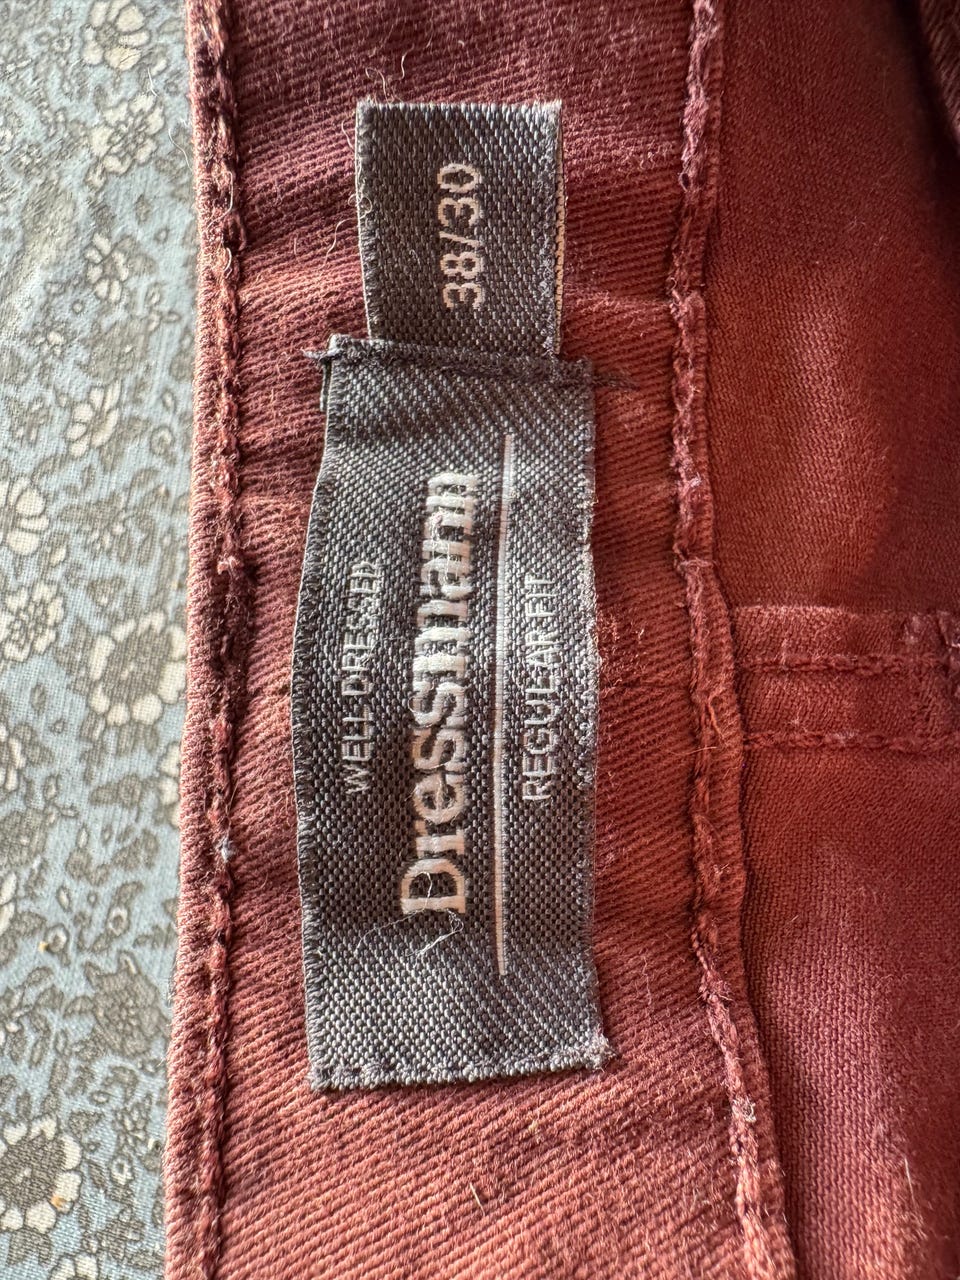 38/30
WELL DRESSED
Dressmann
REGULAR FIT